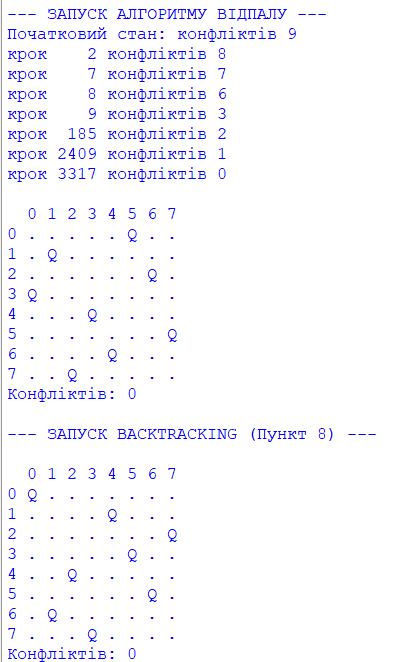 --- ЗАПУСК АЛГОРИТМУ ВІДПАЛУ ---
Початковий стан: конфліктів 9
крок    2 конфліктів 8
крок    7 конфліктів 7
крок    8 конфліктів 6
крок    9 конфліктів 3
крок  185 конфліктів 2
крок 2409 конфліктів 1
крок 3317 конфліктів 0

  0 1 2 3 4 5 6 7
0 . . . . . Q . .
1 . Q . . . . . .
2 . . . . . . Q .
3 Q . . . . . . .
4 . . . Q . . . .
5 . . . . . . . Q
6 . . . . Q . . .
7 . . Q . . . . .
Конфліктів: 0

--- ЗАПУСК BACKTRACKING (Пункт 8) ---

  0 1 2 3 4 5 6 7
0 Q . . . . . . .
1 . . . . Q . . .
2 . . . . . . . Q
3 . . . . . Q . .
4 . . Q . . . . .
5 . . . . . . Q .
6 . Q . . . . . .
7 . . . Q . . . .
Конфліктів: 0